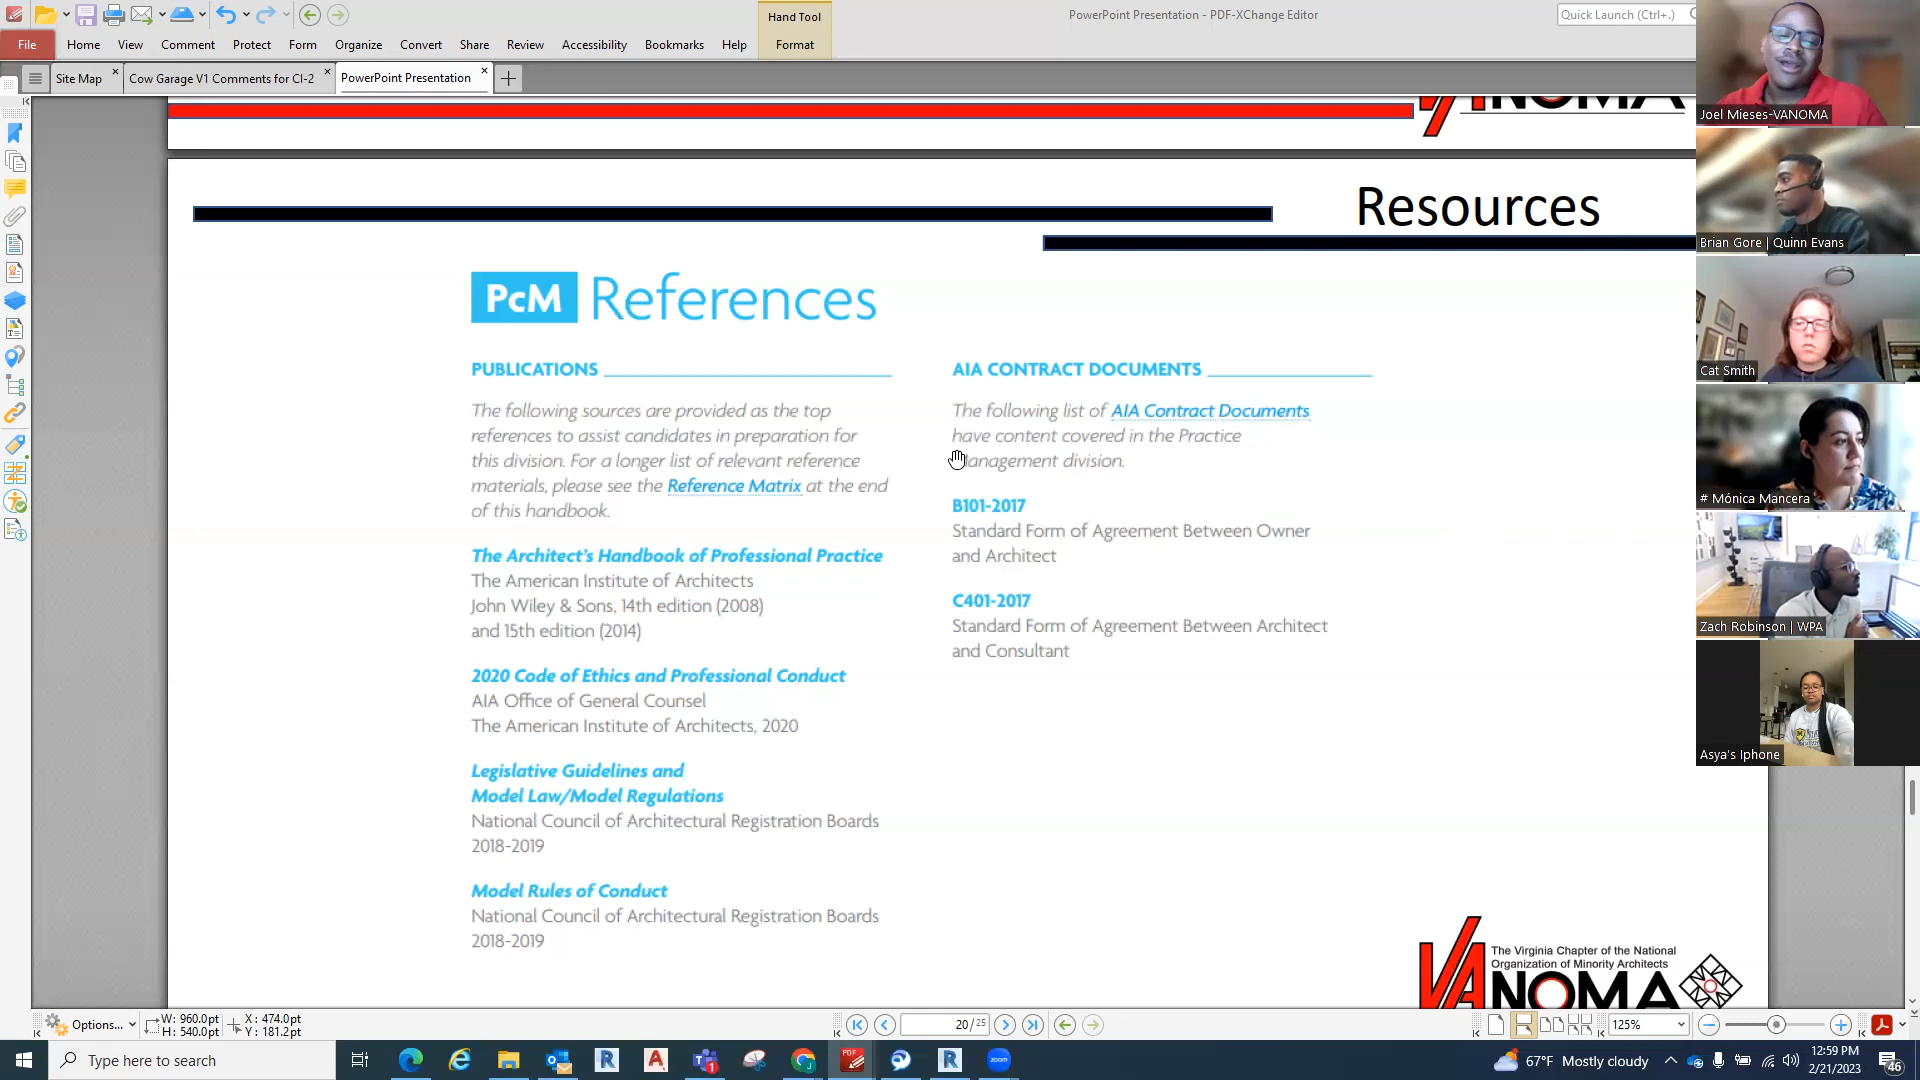 Hand Tool
PowerPoint Presentation - PDF-XChange Editor
Quick Launch (Ctrl+.)
File
Home
View
Comment
Protect
Form
Organize
Convert
Share
Review
Accessibility
Bookmarks
Help
Format
Site Map
Cow Garage V1 Comments for CI-2
PowerPoint Presentation
Resources
PcM References
PUBLICATIONS
The following sources are provided as the top
references to assist candidates in preparation for
this division. For a longer list of relevant reference
materials, please see the Reference Matrix at the end
of this handbook.
The Architect's Handbook of Professional Practice
The American Institute of Architects
John Wiley & Sons, 14th edition (2008)
and 15th edition (2014)
2020 Code of Ethics and Professional Conduct
AIA Office of General Counsel
The American Institute of Architects, 2020
Legislative Guidelines and
Model Law/Model Regulations
National Council of Architectural Registration Boards
2018-2019
Model Rules of Conduct
National Council of Architectural Registration Boards
2018-2019
AIA CONTRACT DOCUMENTS
The following list of AIA Contract Documents
have content covered in the Practice
Management division.
B101-2017
Standard Form of Agreement Between Owner
and Architect
C401-2017
Standard Form of Agreement Between Architect
and Consultant
The Virginia Chapter of the National
Organization of Minority Architects
VANOMA
Joel Mieses-VANOMA
Brian Gore | Quinn Evans
Cat Smith
# Mónica Mancera
Zach Robinson | WPA
Asya's Iphone
Options...
W: 960.0pt
H: 540.0pt
X: 474.0pt
Y: 181.2pt
20/25
125%
Type here to search
67°F Mostly cloudy
12:59 PM
2/21/2023
46